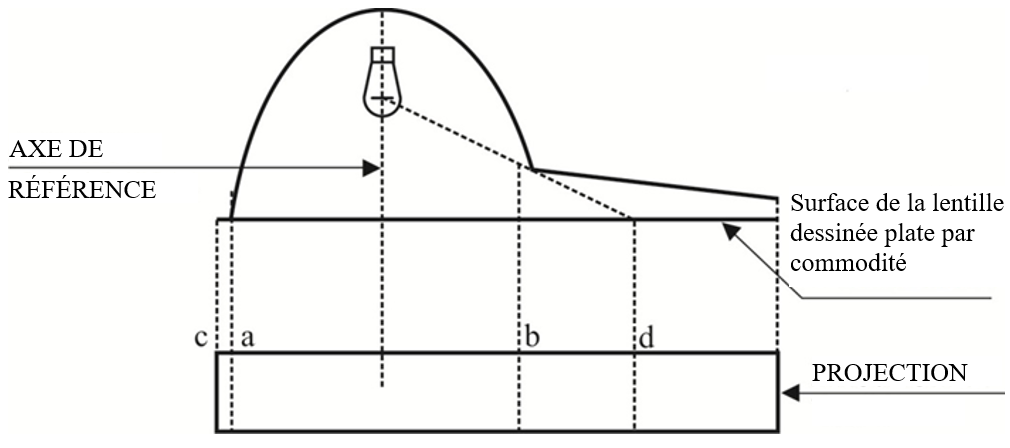 AXE DE
RÉFÉRENCE
Surface de la lentille
dessinée plate par
commodité
c a b d
PROJECTION